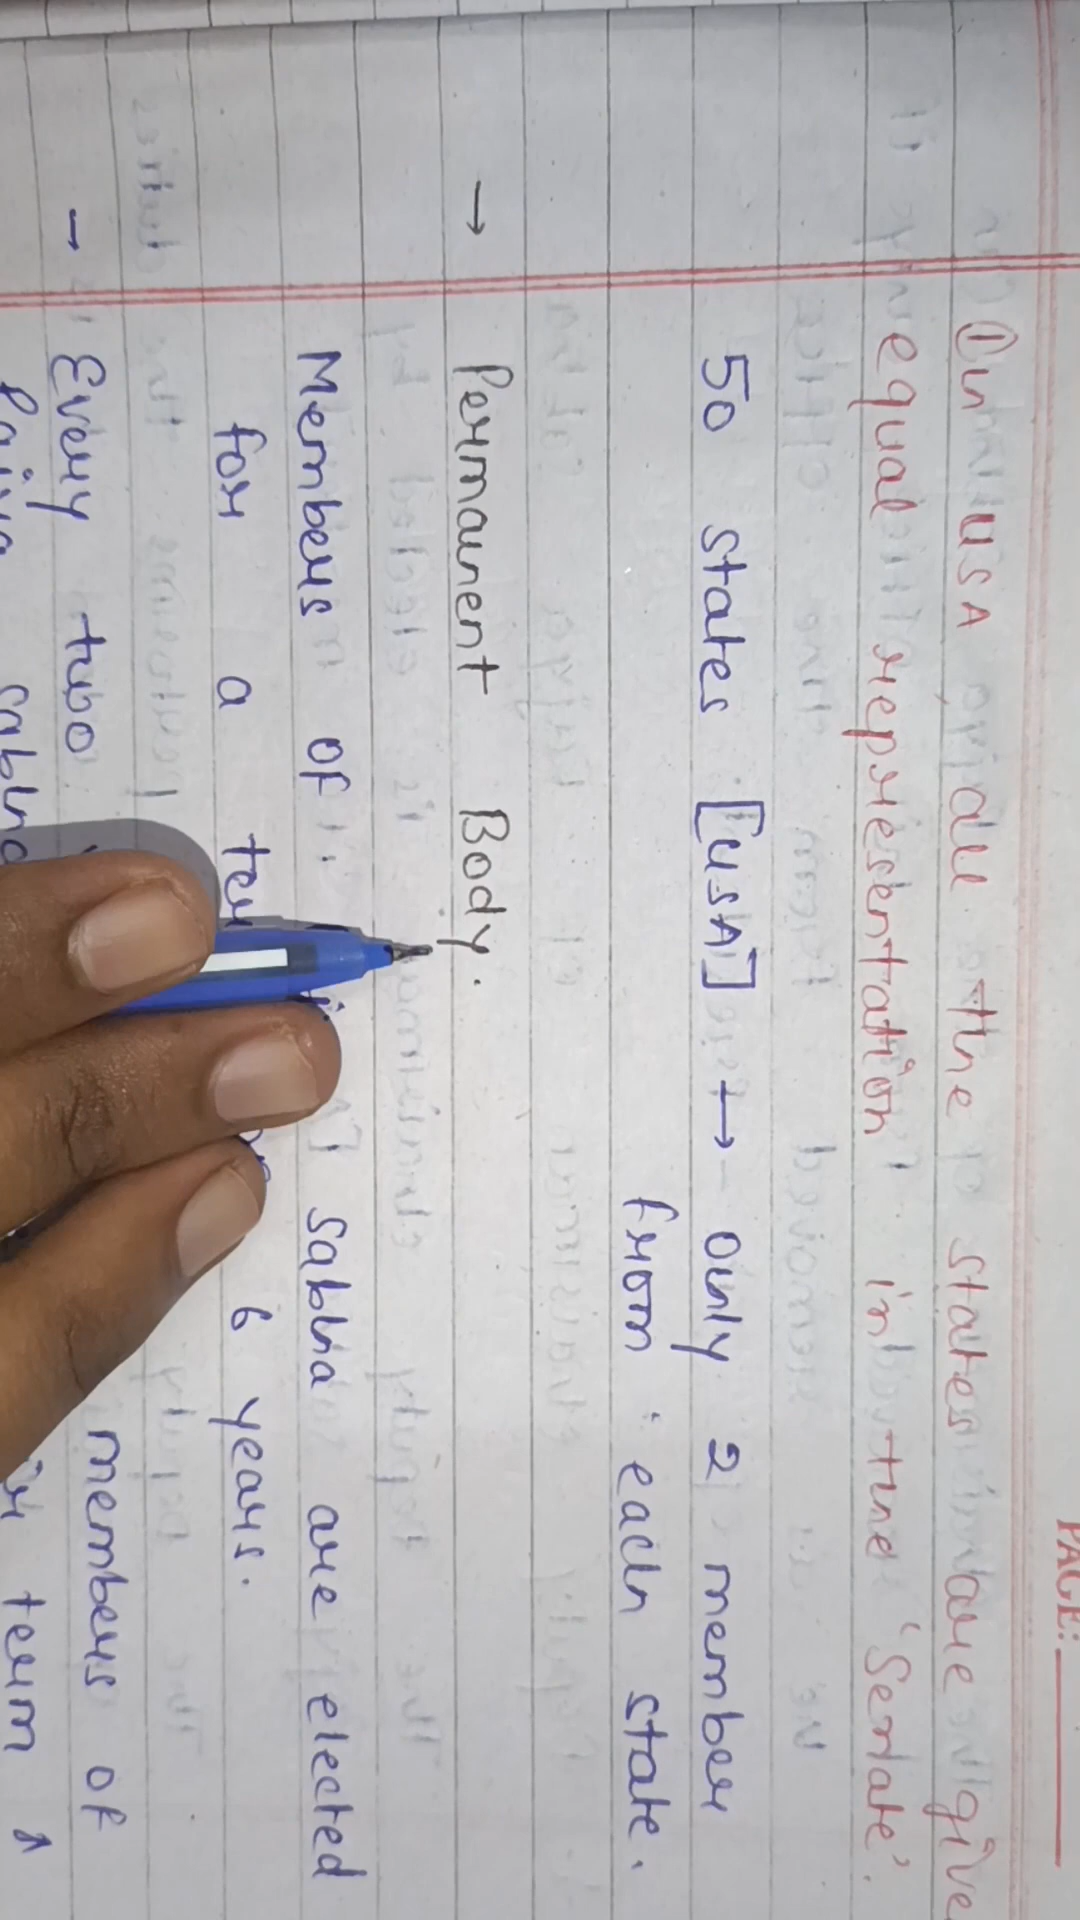 PAGE:
In USA all the states are give
equal representation in the 'Senate'.
50 states [USA] → only 2 member
from each state.
→ Permanent Body.
Members of sabha are elected
for a 6 years.
→ Every two members of
sabha term